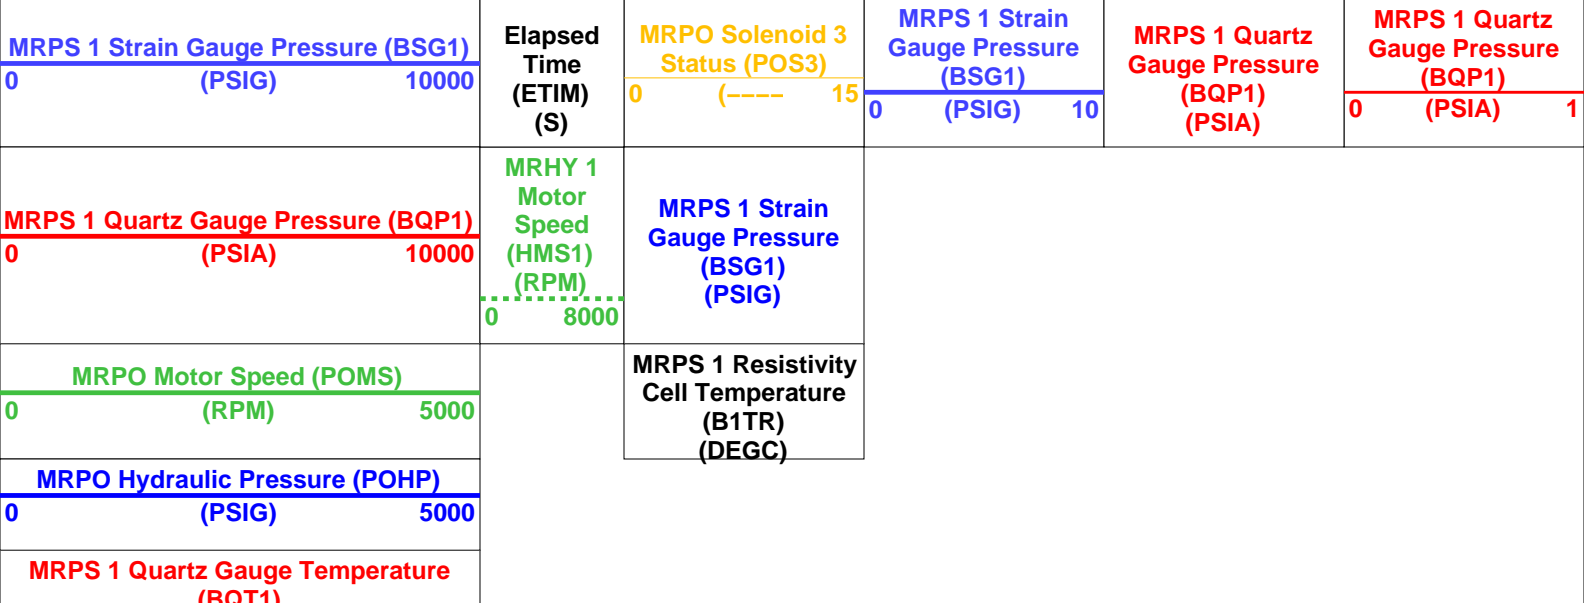 MRPS 1 Strain Gauge Pressure (BSG1)
0 (PSIG) 10000
Elapsed
Time
(ETIM)
(S)
MRPO Solenoid 3
Status (POS3)
0 (–––– 15
MRPS 1 Strain
Gauge Pressure
(BSG1)
0 (PSIG) 10
MRPS 1 Quartz
Gauge Pressure
(BQP1)
(PSIA)
MRPS 1 Quartz
Gauge Pressure
(BQP1)
0 (PSIA) 1
MRPS 1 Quartz Gauge Pressure (BQP1)
0 (PSIA) 10000
MRHY 1
Motor
Speed
(HMS1)
(RPM)
0 8000
MRPS 1 Strain
Gauge Pressure
(BSG1)
(PSIG)
MRPO Motor Speed (POMS)
0 (RPM) 5000
MRPS 1 Resistivity
Cell Temperature
(B1TR)
(DEGC)
MRPO Hydraulic Pressure (POHP)
0 (PSIG) 5000
MRPS 1 Quartz Gauge Temperature
(BQT1)